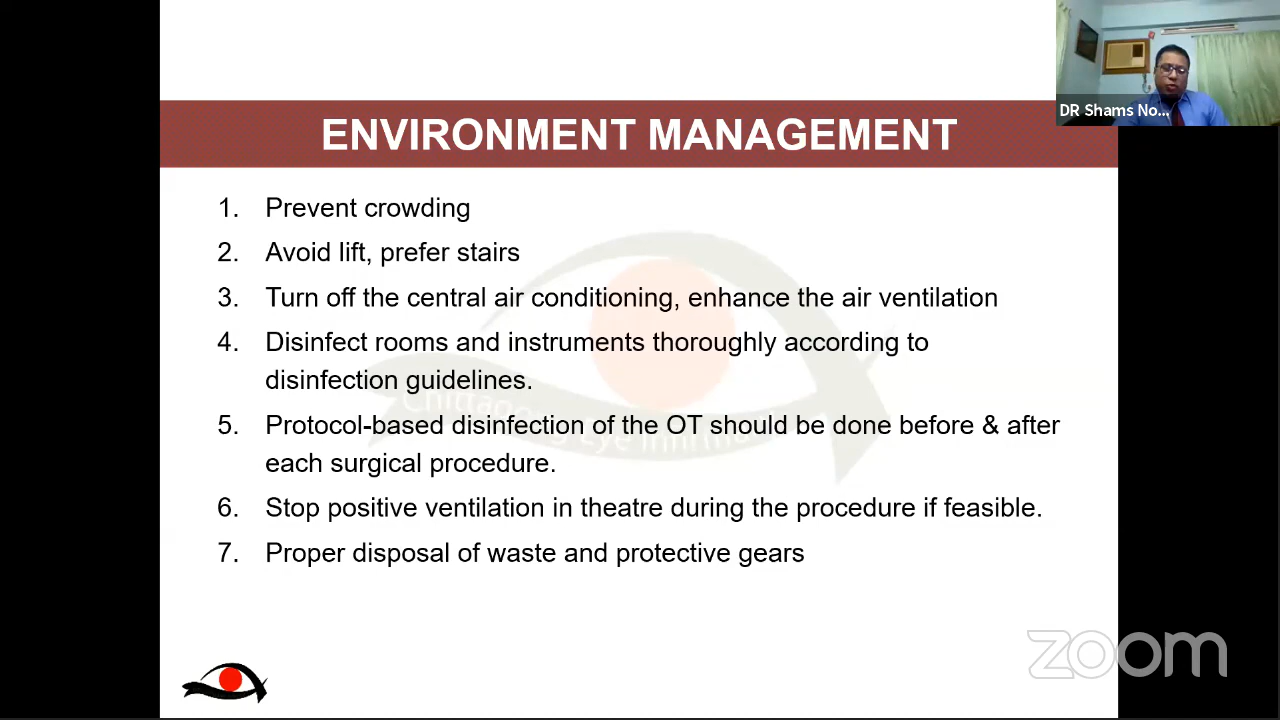 DR Shams No...
ENVIRONMENT MANAGEMENT
1. Prevent crowding
2. Avoid lift, prefer stairs
3. Turn off the central air conditioning, enhance the air ventilation
4. Disinfect rooms and instruments thoroughly according to
disinfection guidelines.
5. Protocol-based disinfection of the OT should be done before & after
each surgical procedure.
6. Stop positive ventilation in theatre during the procedure if feasible.
7. Proper disposal of waste and protective gears
zoom